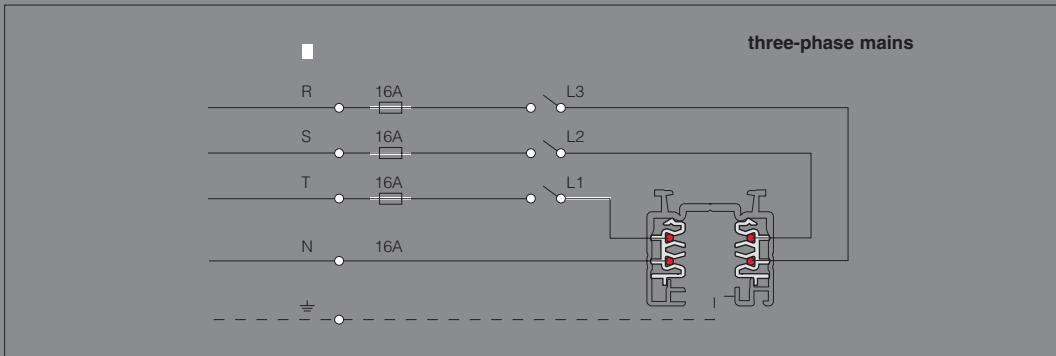 three-phase mains
R 16A L3
S 16A L2
T 16A L1
N 16A